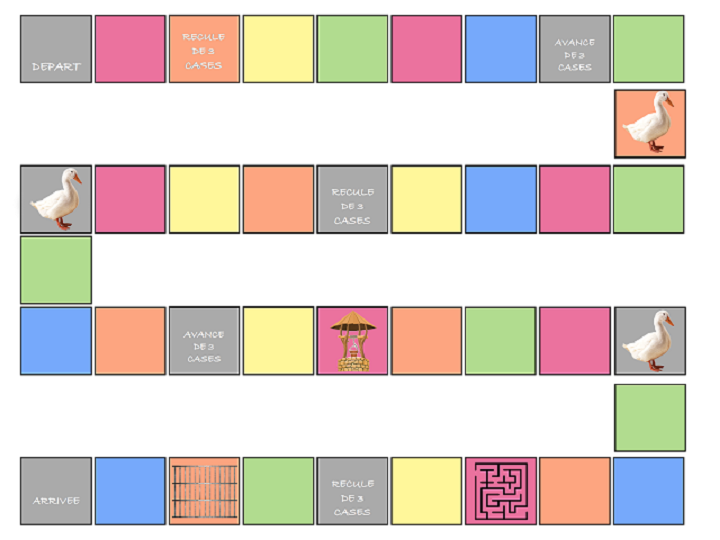 DEPART
RECULE
DE 3
CASES
AVANCE
DE 3
CASES
RECULE
DE 3
CASES
AVANCE
DE 3
CASES
ARRIVEE
RECULE
DE 3
CASES